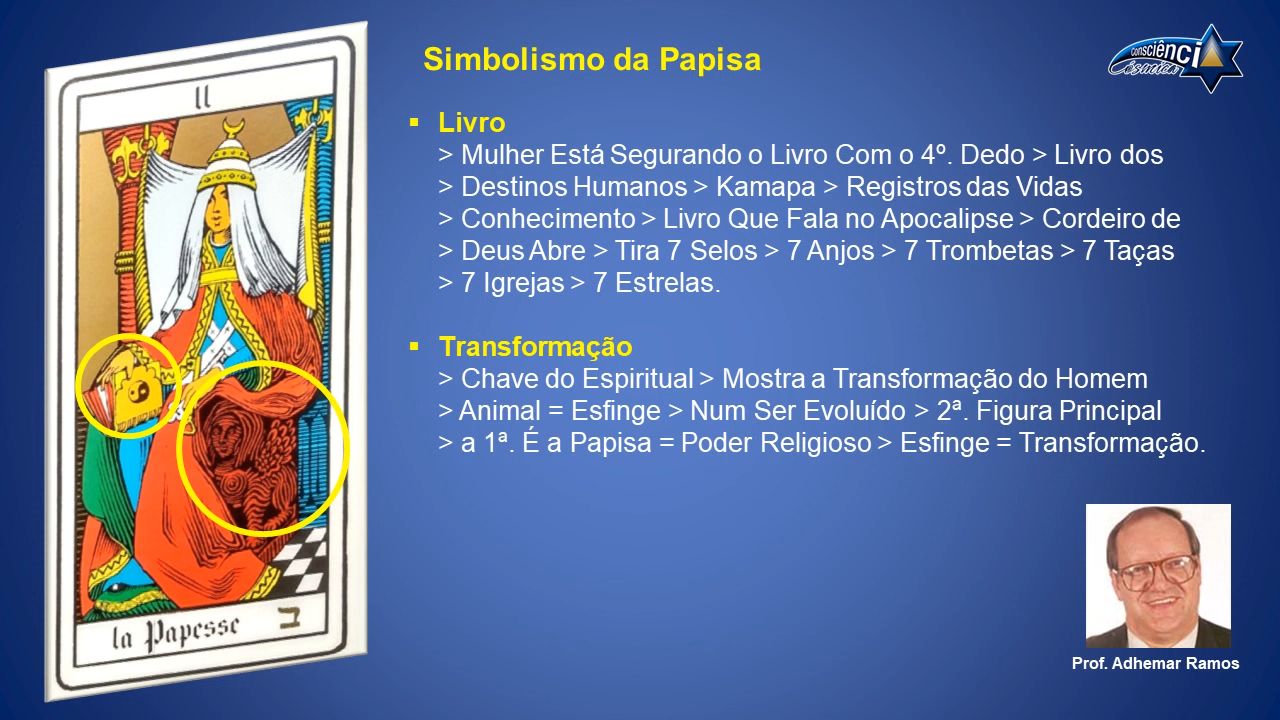 II
la Papesse ב
Simbolismo da Papisa
consciência
Cósmica
▪ Livro
> Mulher Está Segurando o Livro Com o 4º. Dedo > Livro dos
> Destinos Humanos > Kamapa > Registros das Vidas
> Conhecimento > Livro Que Fala no Apocalipse > Cordeiro de
> Deus Abre > Tira 7 Selos > 7 Anjos > 7 Trombetas > 7 Taças
> 7 Igrejas > 7 Estrelas.
▪ Transformação
> Chave do Espiritual > Mostra a Transformação do Homem
> Animal = Esfinge > Num Ser Evoluído > 2ª. Figura Principal
> a 1ª. É a Papisa = Poder Religioso > Esfinge = Transformação.
Prof. Adhemar Ramos